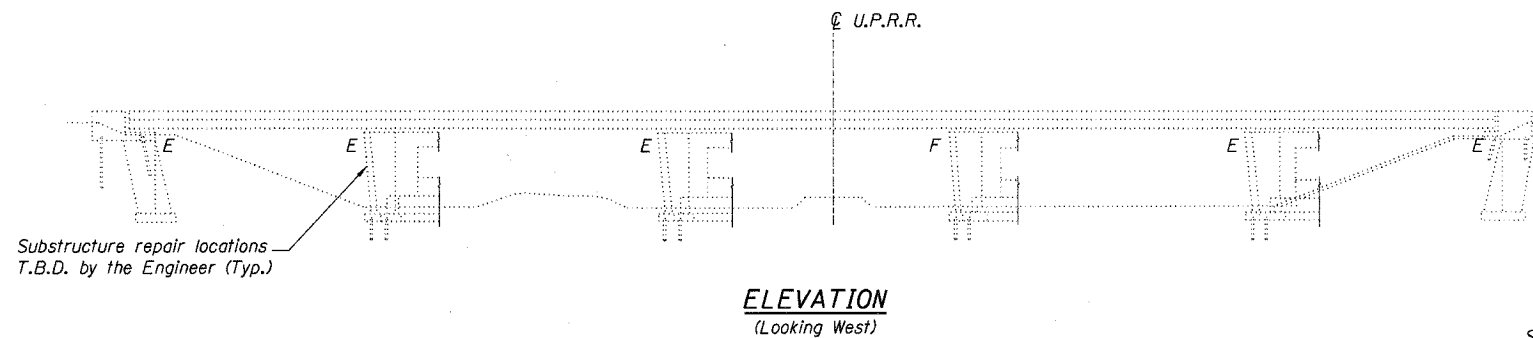 ℄ U.P.R.R.
E E E F E E
Substructure repair locations
T.B.D. by the Engineer (Typ.)
ELEVATION
(Looking West)